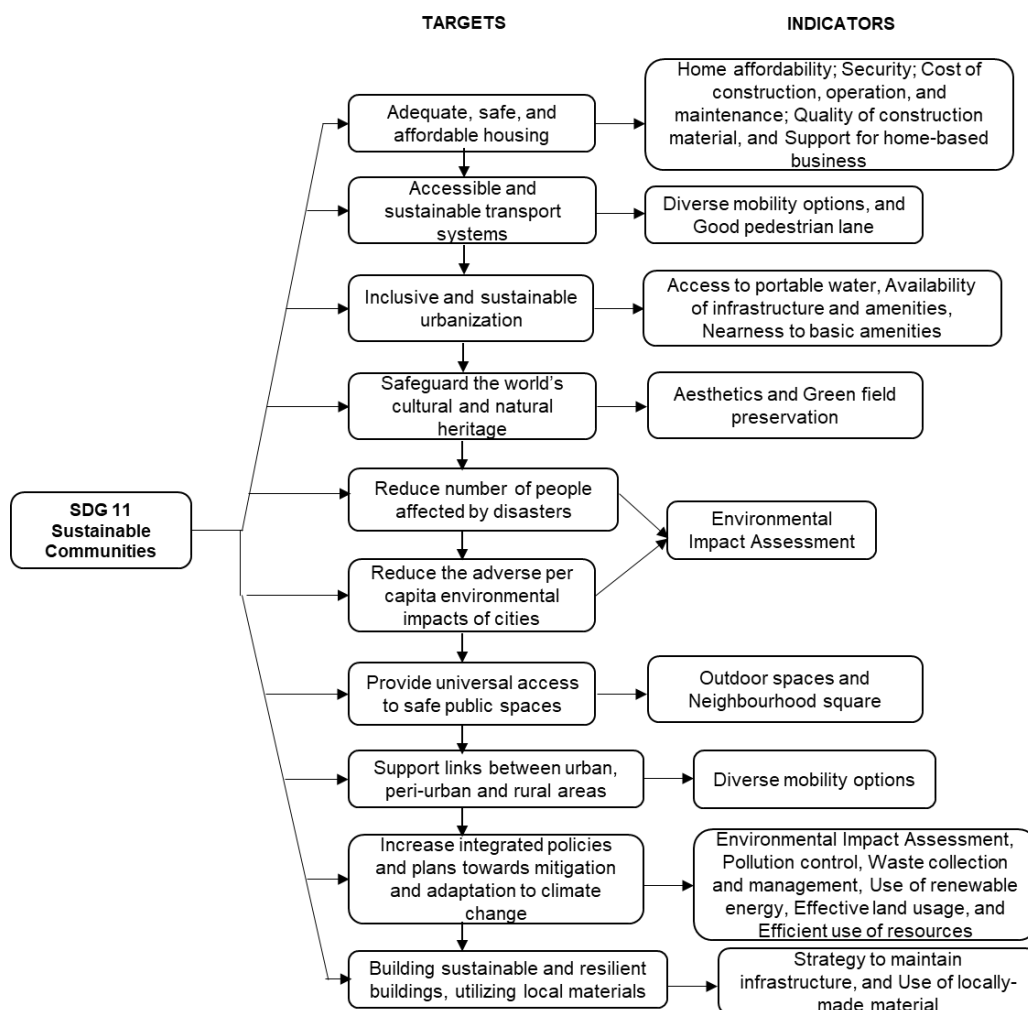 TARGETS
INDICATORS
Adequate, safe, and
affordable housing
Home affordability; Security; Cost of
construction, operation, and
maintenance; Quality of construction
material, and Support for home-based
business
Accessible and
sustainable transport
systems
Diverse mobility options, and
Good pedestrian lane
Inclusive and sustainable
urbanization
Access to portable water, Availability
of infrastructure and amenities,
Nearness to basic amenities
Safeguard the world's
cultural and natural
heritage
Aesthetics and Green field
preservation
SDG 11
Sustainable
Communities
Reduce number of people
affected by disasters
Environmental
Impact Assessment
Reduce the adverse per
capita environmental
impacts of cities
Provide universal access
to safe public spaces
Outdoor spaces and
Neighbourhood square
Support links between urban,
peri-urban and rural areas
Diverse mobility options
Increase integrated policies
and plans towards mitigation
and adaptation to climate
change
Environmental Impact Assessment,
Pollution control, Waste collection
and management, Use of renewable
energy, Effective land usage, and
Efficient use of resources
Building sustainable and resilient
buildings, utilizing local materials
Strategy to maintain
infrastructure, and Use of locally-
made material